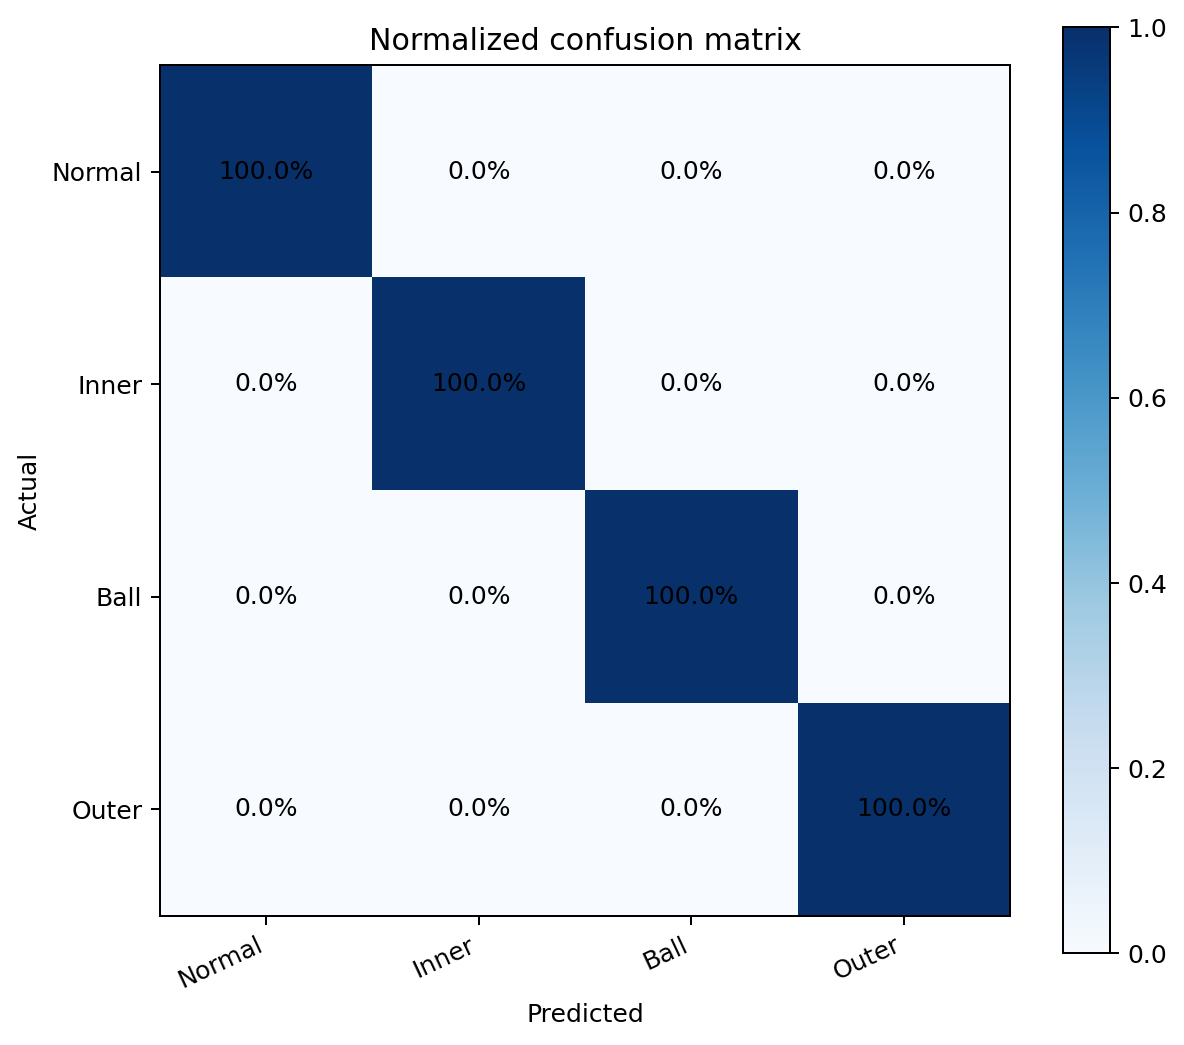 Normalized confusion matrix
Normal 100.0% 0.0% 0.0% 0.0%
Inner 0.0% 100.0% 0.0% 0.0%
Ball 0.0% 0.0% 100.0% 0.0%
Outer 0.0% 0.0% 0.0% 100.0%
Actual
Normal Inner Ball Outer
Predicted
1.0
0.8
0.6
0.4
0.2
0.0